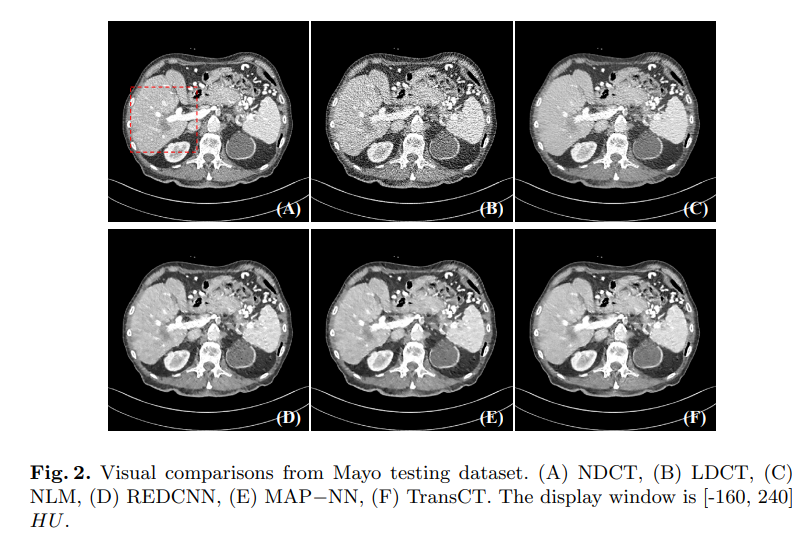 (A)
(B)
(C)
(D)
(E)
(F)
Fig. 2. Visual comparisons from Mayo testing dataset. (A) NDCT, (B) LDCT, (C)
NLM, (D) REDCNN, (E) MAP−NN, (F) TransCT. The display window is [-160, 240]
HU.